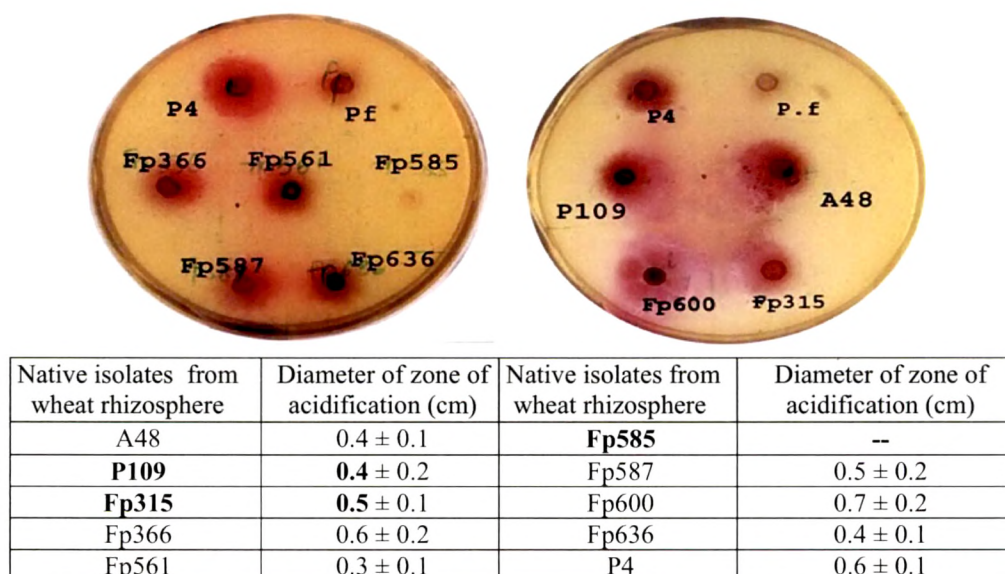 P4 Pf
Fp366 Fp561 Fp585
Fp587 Fp636
P4 P.f
P109 A48
Fp600 Fp315
Native isolates from wheat rhizosphere | Diameter of zone of acidification (cm) | Native isolates from wheat rhizosphere | Diameter of zone of acidification (cm)
A48 | 0.4 ± 0.1 | Fp585 | --
P109 | 0.4 ± 0.2 | Fp587 | 0.5 ± 0.2
Fp315 | 0.5 ± 0.1 | Fp600 | 0.7 ± 0.2
Fp366 | 0.6 ± 0.2 | Fp636 | 0.4 ± 0.1
Fp561 | 0.3 ± 0.1 | P4 | 0.6 ± 0.1